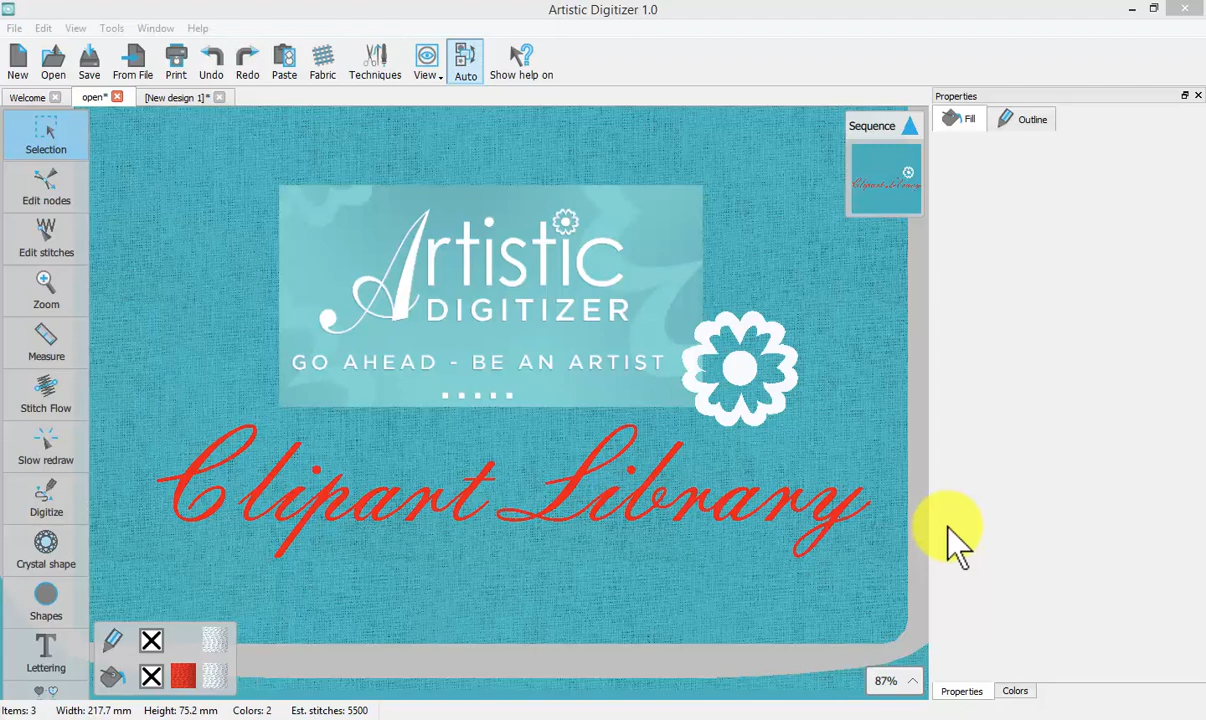 Artistic Digitizer 1.0
File Edit View Tools Window Help
New Open Save From File Print Undo Redo Paste Fabric Techniques View Auto Show help on
Welcome open* [New design 1]*
Properties
Fill Outline
Sequence
Selection
Edit nodes
Edit stitches
Zoom
Measure
Stitch Flow
Slow redraw
Digitize
Crystal shape
Shapes
Lettering
Artistic
DIGITIZER
GO AHEAD - BE AN ARTIST
Clipart Library
87%
Properties Colors
Items: 3 Width: 217.7 mm Height: 75.2 mm Colors: 2 Est. stitches: 5500